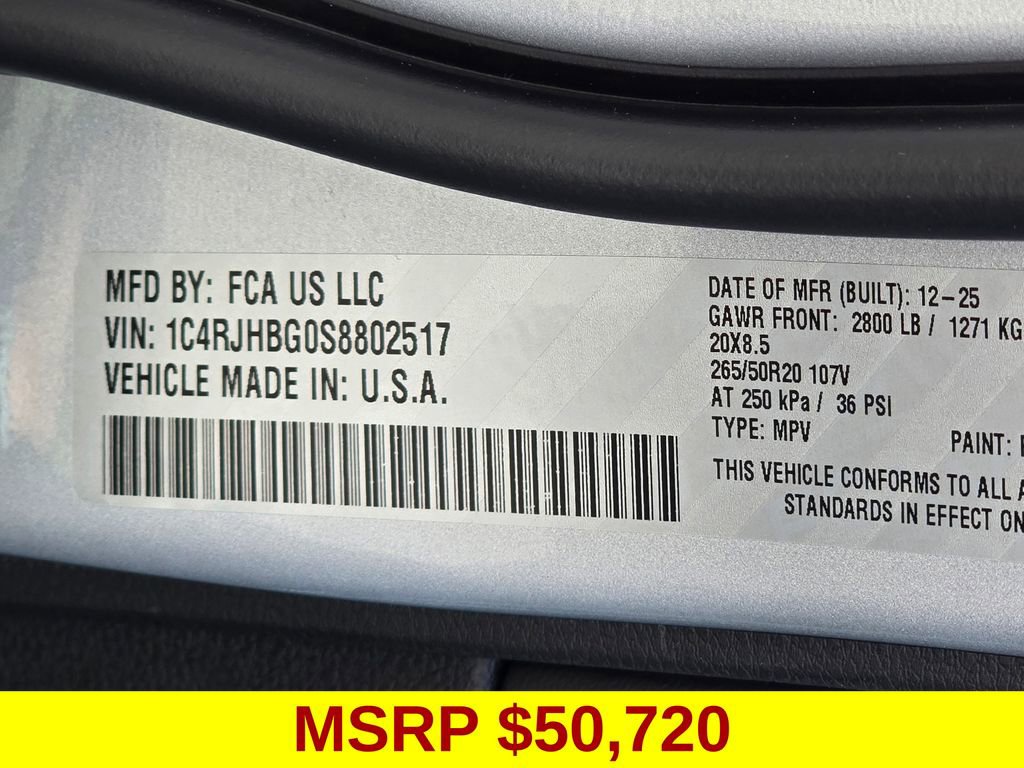 MFD BY: FCA US LLC
VIN: 1C4RJHBG0S8802517
VEHICLE MADE IN: U.S.A.
DATE OF MFR (BUILT): 12-25
GAWR FRONT: 2800 LB / 1271 KG
20X8.5
265/50R20 107V
AT 250 kPa / 36 PSI
TYPE: MPV
PAINT:
THIS VEHICLE CONFORMS TO ALL
STANDARDS IN EFFECT ON
MSRP $50,720